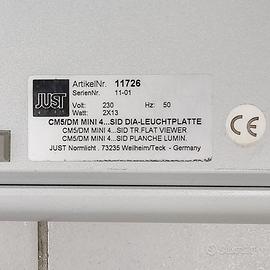 JUST
ArtikelNr. 11726
SerienNr. 11-01
Volt: 230 Hz: 50
Watt: 2X13
CM5/DM MINI 4...SID DIA-LEUCHTPLATTE
CM5/DM MINI 4...SID TR.FLAT VIEWER
CM5/DM MINI 4...SID PLANCHE LUMIN.
JUST Normlicht . 73235 Weilheim/Teck - Germany
CE
subito